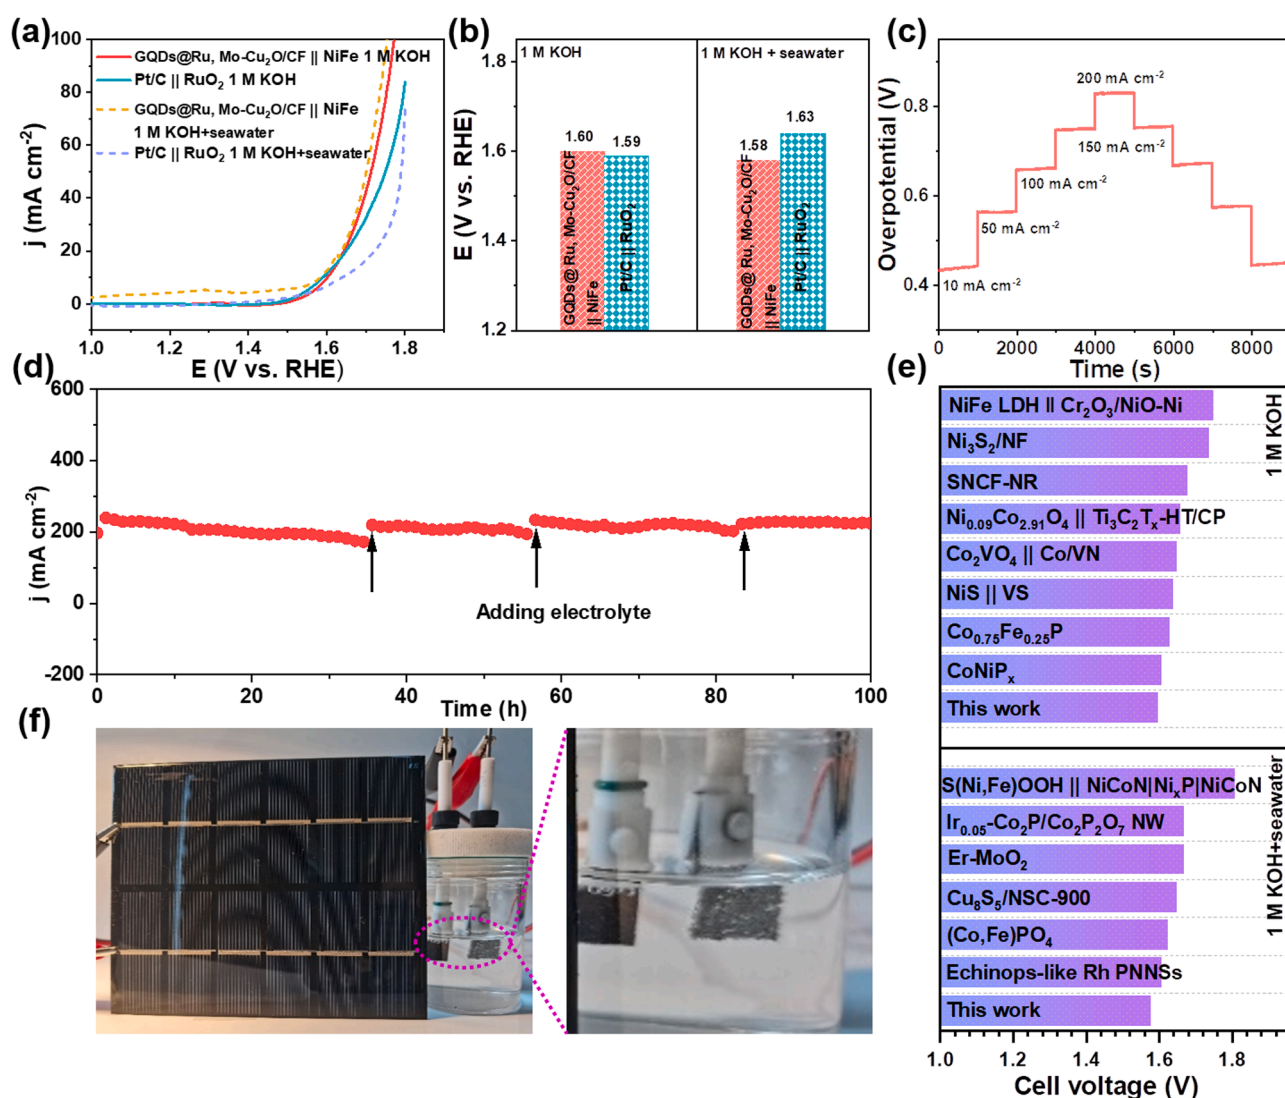 (a)
100
80
60
40
20
0
j (mA cm⁻²)
GQDs@Ru, Mo-Cu₂O/CF || NiFe 1 M KOH
Pt/C || RuO₂ 1 M KOH
GQDs@Ru, Mo-Cu₂O/CF || NiFe
1 M KOH+seawater
Pt/C || RuO₂ 1 M KOH+seawater
1.0 1.2 1.4 1.6 1.8
E (V vs. RHE)
(b)
1.8
1.6
1.4
1.2
E (V vs. RHE)
1 M KOH
1.60
1.59
GQDs@ Ru, Mo-Cu₂O/CF
|| NiFe
Pt/C || RuO₂
1 M KOH + seawater
1.58
1.63
GQDs@ Ru, Mo-Cu₂O/CF
|| NiFe
Pt/C || RuO₂
(c)
0.8
0.6
0.4
Overpotential (V)
200 mA cm⁻²
150 mA cm⁻²
100 mA cm⁻²
50 mA cm⁻²
10 mA cm⁻²
0 2000 4000 6000 8000
Time (s)
(d)
600
400
200
0
-200
j (mA cm⁻²)
Adding electrolyte
0 20 40 60 80 100
Time (h)
(e)
NiFe LDH || Cr₂O₃/NiO-Ni
Ni₃S₂/NF
SNCF-NR
Ni₀.₀₉Co₂.₉₁O₄ || Ti₃C₂Tₓ-HT/CP
Co₂VO₄ || Co/VN
NiS || VS
Co₀.₇₅Fe₀.₂₅P
CoNiPₓ
This work
1 M KOH
S(Ni,Fe)OOH || NiCoN|NiₓP|NiCoN
Ir₀.₀₅-Co₂P/Co₂P₂O₇ NW
Er-MoO₂
Cu₈S₅/NSC-900
(Co,Fe)PO₄
Echinops-like Rh PNNSs
This work
1 M KOH+seawater
1.0 1.2 1.4 1.6 1.8
Cell voltage (V)
(f)